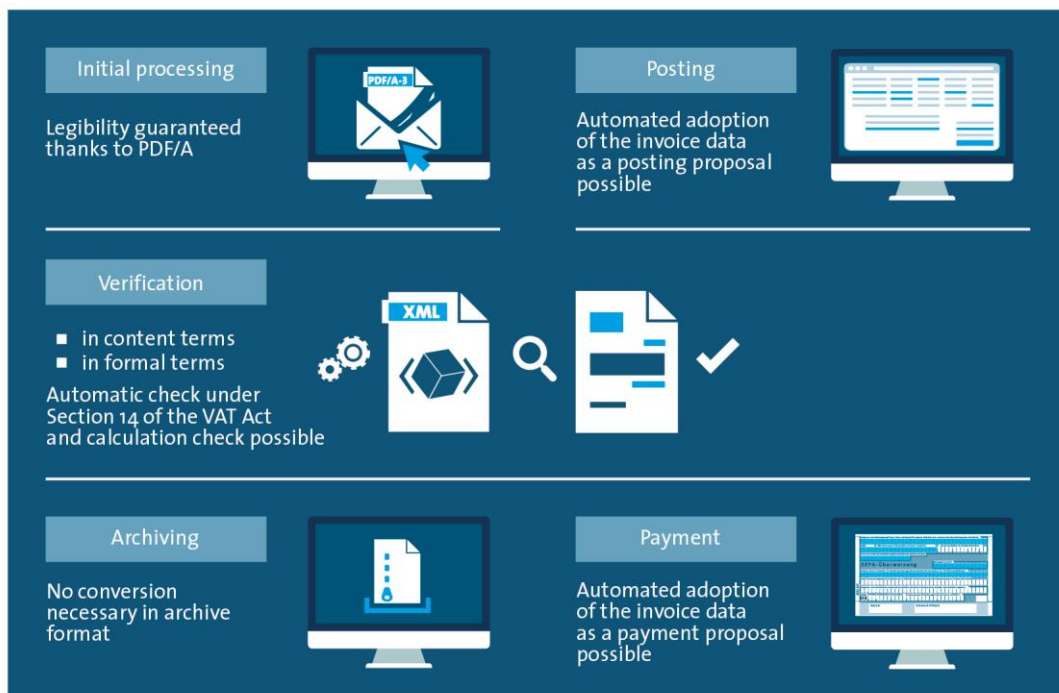 Initial processing
PDF/A-3
Legibility guaranteed
thanks to PDF/A
Posting
Automated adoption
of the invoice data
as a posting proposal
possible
Verification
in content terms
in formal terms
Automatic check under
Section 14 of the VAT Act
and calculation check possible
XML
Archiving
No conversion
necessary in archive
format
Payment
Automated adoption
of the invoice data
as a payment proposal
possible
SEPA-Überweisung